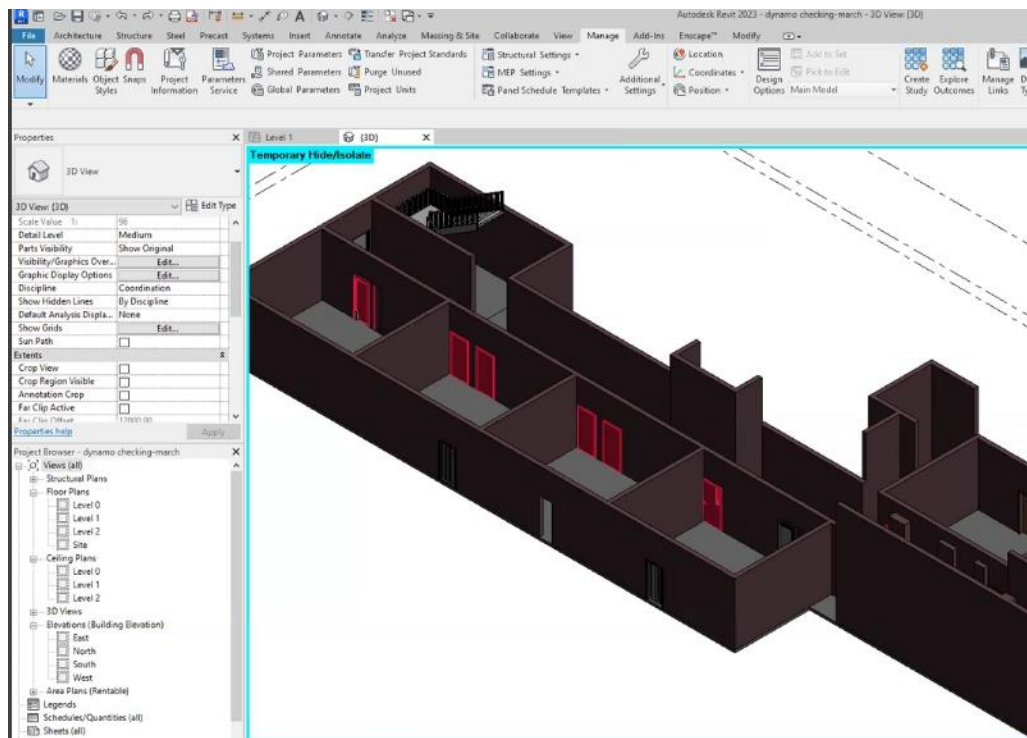 Autodesk Revit 2023 - dynamo checking-march - 3D View: {3D}
File Architecture Structure Steel Precast Systems Insert Annotate Analyze Massing & Site Collaborate View Manage Add-Ins Enscape™ Modify
Modify
Materials
Object Styles
Snaps
Project Information
Parameters Service
Project Parameters
Shared Parameters
Global Parameters
Transfer Project Standards
Purge Unused
Project Units
Structural Settings
MEP Settings
Panel Schedule Templates
Additional Settings
Location
Coordinates
Position
Design Options
Add to Set
Pick to Edit
Main Model
Create Study
Explore Outcomes
Manage Links
Properties
Level 1
{3D}
Temporary Hide/Isolate
3D View
3D View: {3D} Edit Type
Scale Value 1: 96
Detail Level Medium
Parts Visibility Show Original
Visibility/Graphics Over... Edit...
Graphic Display Options Edit...
Discipline Coordination
Show Hidden Lines By Discipline
Default Analysis Displa... None
Show Grids Edit...
Sun Path
Extents
Crop View
Crop Region Visible
Annotation Crop
Far Clip Active
Far Clip Offset 12000.00
Properties help Apply
Project Browser - dynamo checking-march
Views (all)
Structural Plans
Floor Plans
Level 0
Level 1
Level 2
Site
Ceiling Plans
Level 0
Level 1
Level 2
3D Views
Elevations (Building Elevation)
East
North
South
West
Area Plans (Rentable)
Legends
Schedules/Quantities (all)
Sheets (all)